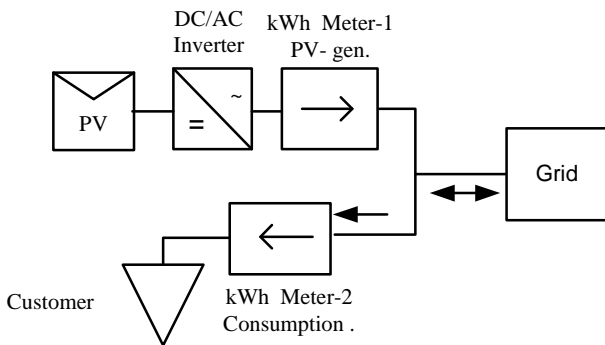 DC/AC
Inverter
kWh Meter-1
PV- gen.
PV
=
~
Grid
Customer
kWh Meter-2
Consumption .